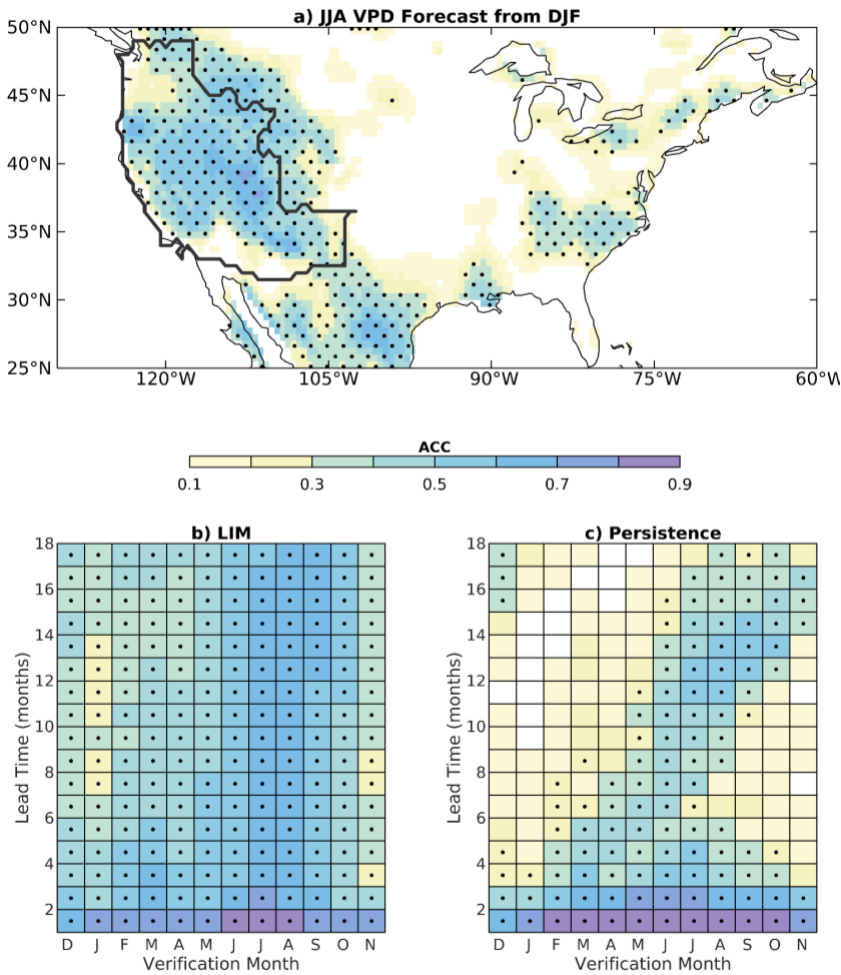 a) JJA VPD Forecast from DJF
50°N
45°N
40°N
35°N
30°N
25°N
120°W 105°W 90°W 75°W 60°W
ACC
0.1 0.3 0.5 0.7 0.9
b) LIM
18
16
14
12
10
8
6
4
2
Lead Time (months)
D J F M A M J J A S O N
Verification Month
c) Persistence
18
16
14
12
10
8
6
4
2
Lead Time (months)
D J F M A M J J A S O N
Verification Month